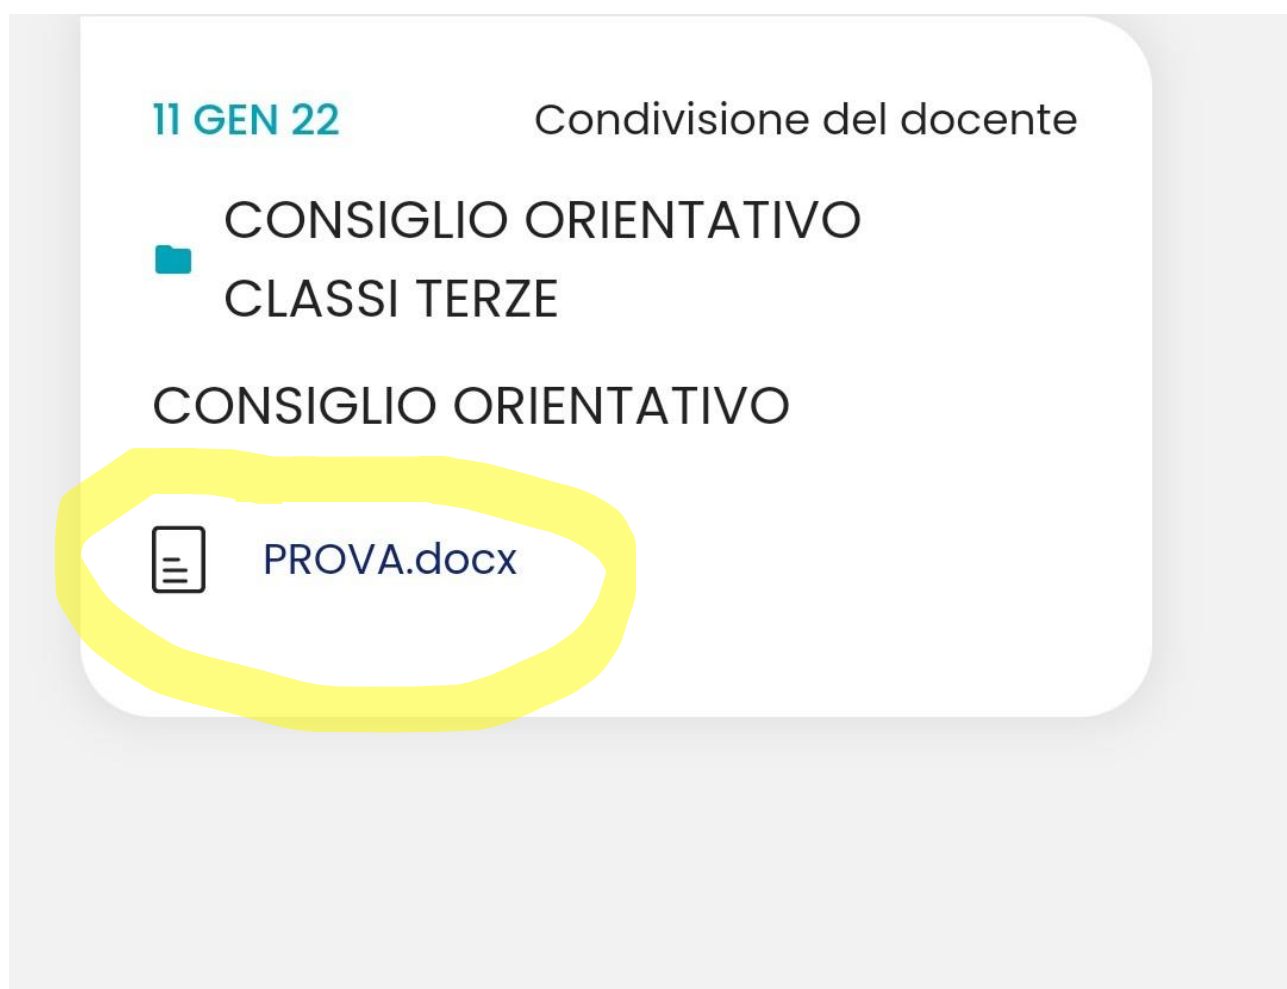 11 GEN 22 Condivisione del docente
CONSIGLIO ORIENTATIVO
CLASSI TERZE
CONSIGLIO ORIENTATIVO
PROVA.docx